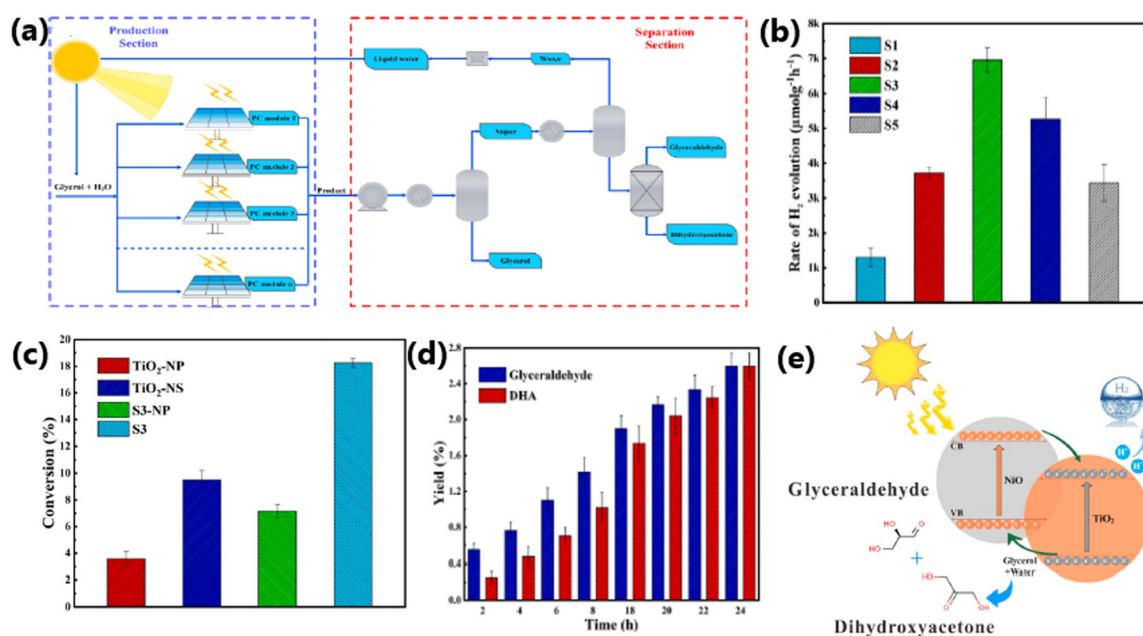 (a)
Production
Section
Separation
Section
Liquid water
Water
PC module 1
PC module 2
PC module 3
PC module n
Glycerol + H₂O
Product
Vapor
Glycerol
Glyceraldehyde
Dihydroxyacetone
(b)
Rate of H₂ evolution (μmolg⁻¹h⁻¹)
8k
7k
6k
5k
4k
3k
2k
1k
0
S1
S2
S3
S4
S5
(c)
Conversion (%)
20
18
16
14
12
10
8
6
4
2
0
TiO₂-NP
TiO₂-NS
S3-NP
S3
(d)
Yield (%)
2.8
2.4
2.0
1.6
1.2
0.8
0.4
0.0
Glyceraldehyde
DHA
2 4 6 8 18 20 22 24
Time (h)
(e)
H₂
H⁺
H⁺
CB
NiO
VB
TiO₂
Glycerol
+Water
Glyceraldehyde
HO
O
HO
+
HO
O
OH
Dihydroxyacetone